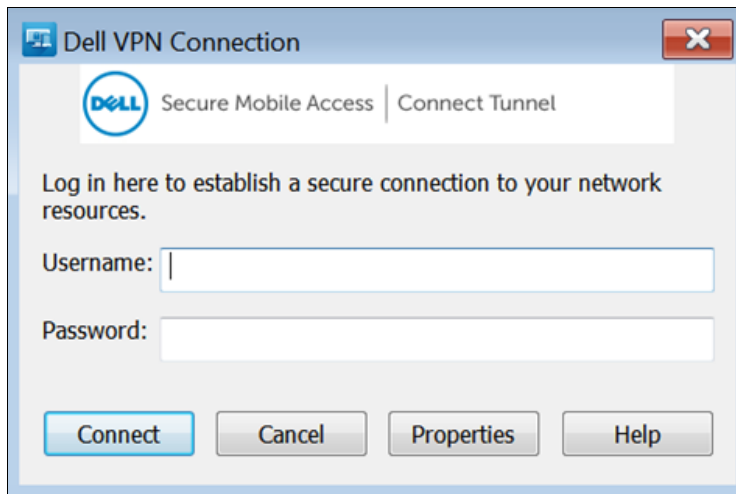 Dell VPN Connection
DELL Secure Mobile Access | Connect Tunnel
Log in here to establish a secure connection to your network
resources.
Username:
Password:
Connect Cancel Properties Help